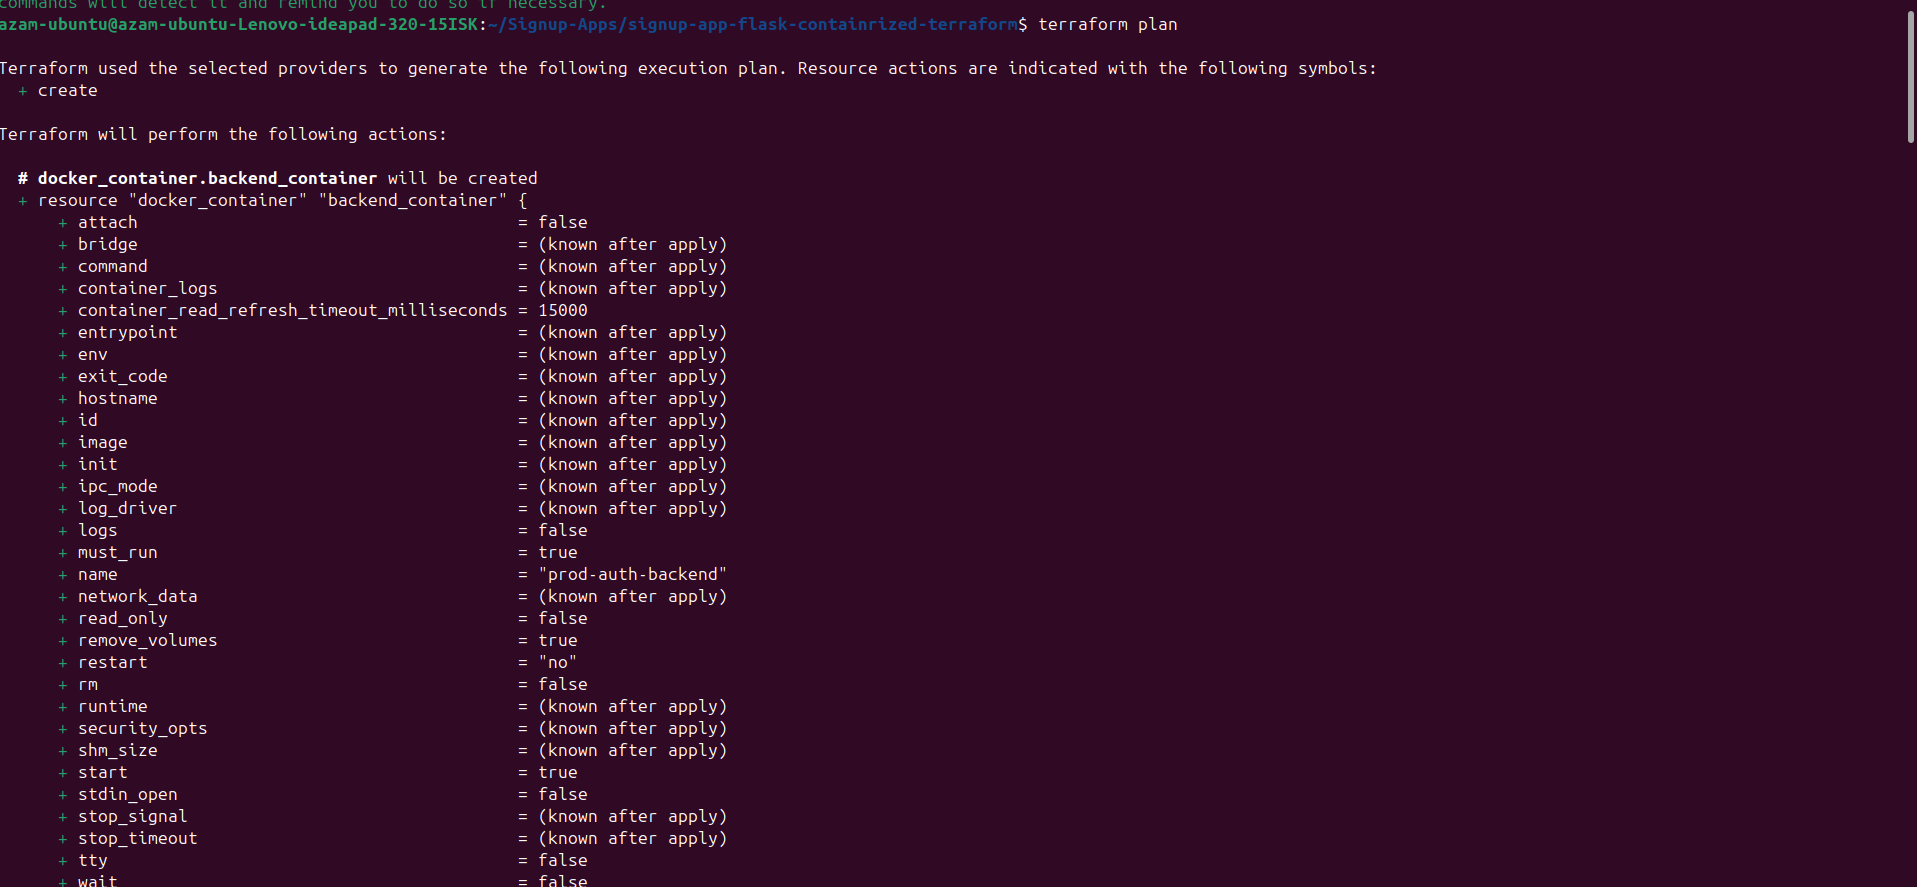 commands will detect it and remind you to do so if necessary.
azam-ubuntu@azam-ubuntu-Lenovo-ideapad-320-15ISK:~/Signup-Apps/signup-app-flask-containrized-terraform$ terraform plan
Terraform used the selected providers to generate the following execution plan. Resource actions are indicated with the following symbols:
  + create
Terraform will perform the following actions:
  # docker_container.backend_container will be created
  + resource "docker_container" "backend_container" {
      + attach                                      = false
      + bridge                                      = (known after apply)
      + command                                     = (known after apply)
      + container_logs                              = (known after apply)
      + container_read_refresh_timeout_milliseconds = 15000
      + entrypoint                                  = (known after apply)
      + env                                         = (known after apply)
      + exit_code                                   = (known after apply)
      + hostname                                    = (known after apply)
      + id                                          = (known after apply)
      + image                                       = (known after apply)
      + init                                        = (known after apply)
      + ipc_mode                                    = (known after apply)
      + log_driver                                  = (known after apply)
      + logs                                        = false
      + must_run                                    = true
      + name                                        = "prod-auth-backend"
      + network_data                                = (known after apply)
      + read_only                                   = false
      + remove_volumes                              = true
      + restart                                     = "no"
      + rm                                          = false
      + runtime                                     = (known after apply)
      + security_opts                               = (known after apply)
      + shm_size                                    = (known after apply)
      + start                                       = true
      + stdin_open                                  = false
      + stop_signal                                 = (known after apply)
      + stop_timeout                                = (known after apply)
      + tty                                         = false
      + wait                                        = false